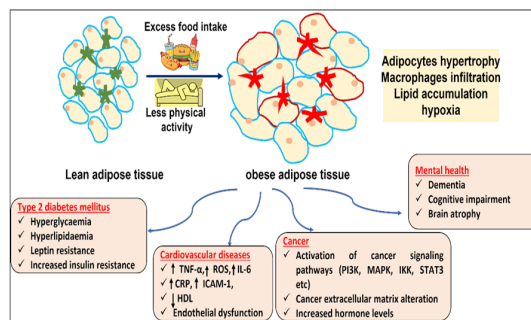 Excess food intake
Less physical
activity
Adipocytes hypertrophy
Macrophages infiltration
Lipid accumulation
hypoxia
Lean adipose tissue
obese adipose tissue
Type 2 diabetes mellitus
✓ Hyperglycaemia
✓ Hyperlipidaemia
✓ Leptin resistance
✓ Increased insulin resistance
Cardiovascular diseases
✓ ↑ TNF-α,↑ ROS,↑IL-6
✓ ↑CRP,↑ ICAM-1,
✓ ↓ HDL
✓ Endothelial dysfunction
Cancer
✓ Activation of cancer signaling
pathways (PI3K, MAPK, IKK, STAT3
etc)
✓ Cancer extracellular matrix alteration
✓ Increased hormone levels
Mental health
✓ Dementia
✓ Cognitive impairment
✓ Brain atrophy